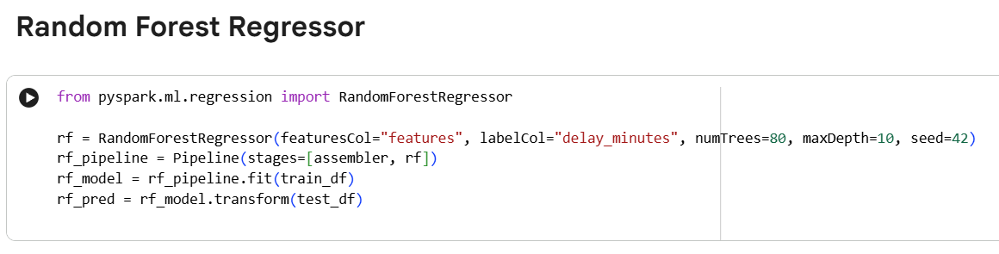 Random Forest Regressor
from pyspark.ml.regression import RandomForestRegressor
rf = RandomForestRegressor(featuresCol="features", labelCol="delay_minutes", numTrees=80, maxDepth=10, seed=42)
rf_pipeline = Pipeline(stages=[assembler, rf])
rf_model = rf_pipeline.fit(train_df)
rf_pred = rf_model.transform(test_df)